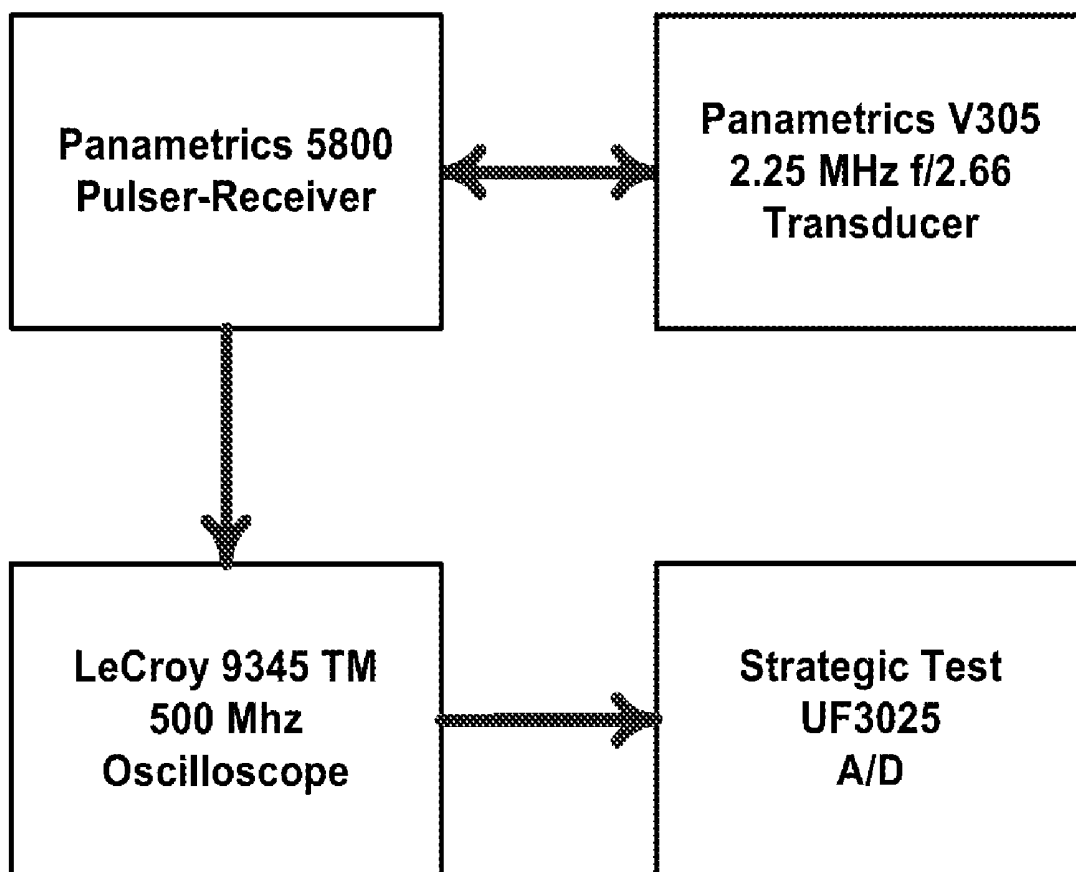 Panametrics 5800
Pulser-Receiver
Panametrics V305
2.25 MHz f/2.66
Transducer
LeCroy 9345 TM
500 Mhz
Oscilloscope
Strategic Test
UF3025
A/D